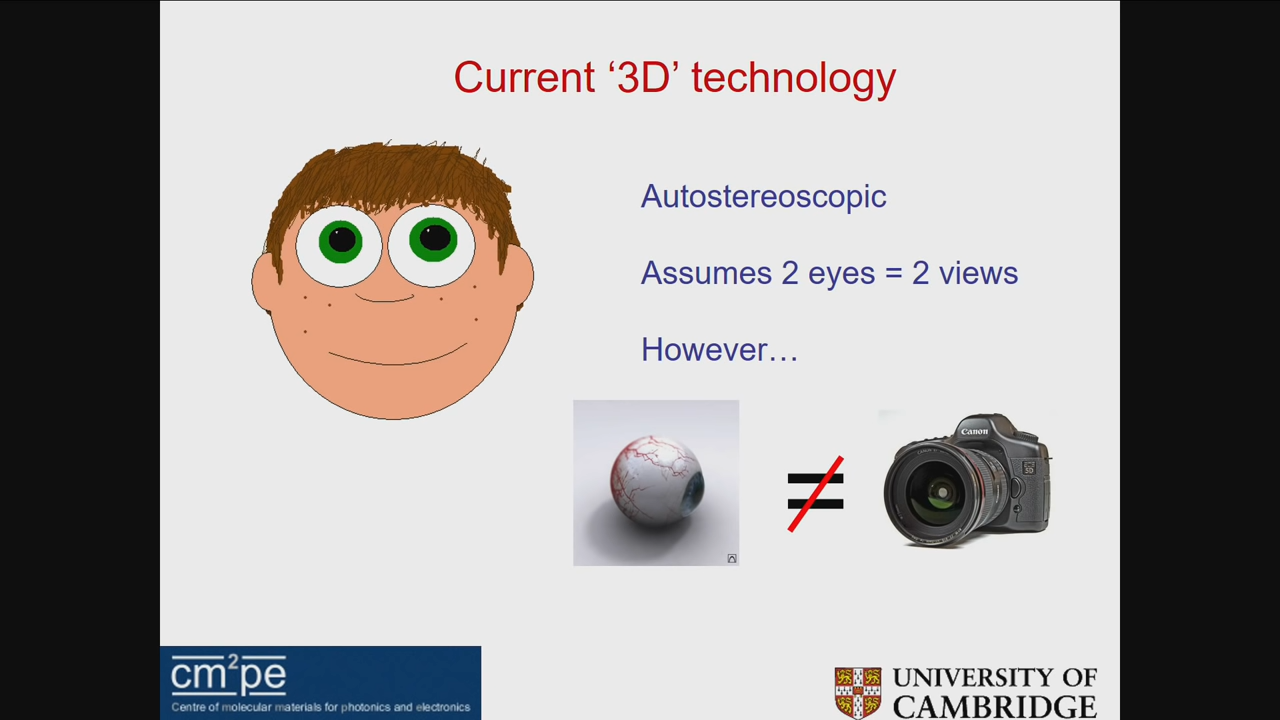 Current ‘3D’ technology
Autostereoscopic
Assumes 2 eyes = 2 views
However…
Canon
cm²pe
Centre of molecular materials for photonics and electronics
UNIVERSITY OF
CAMBRIDGE